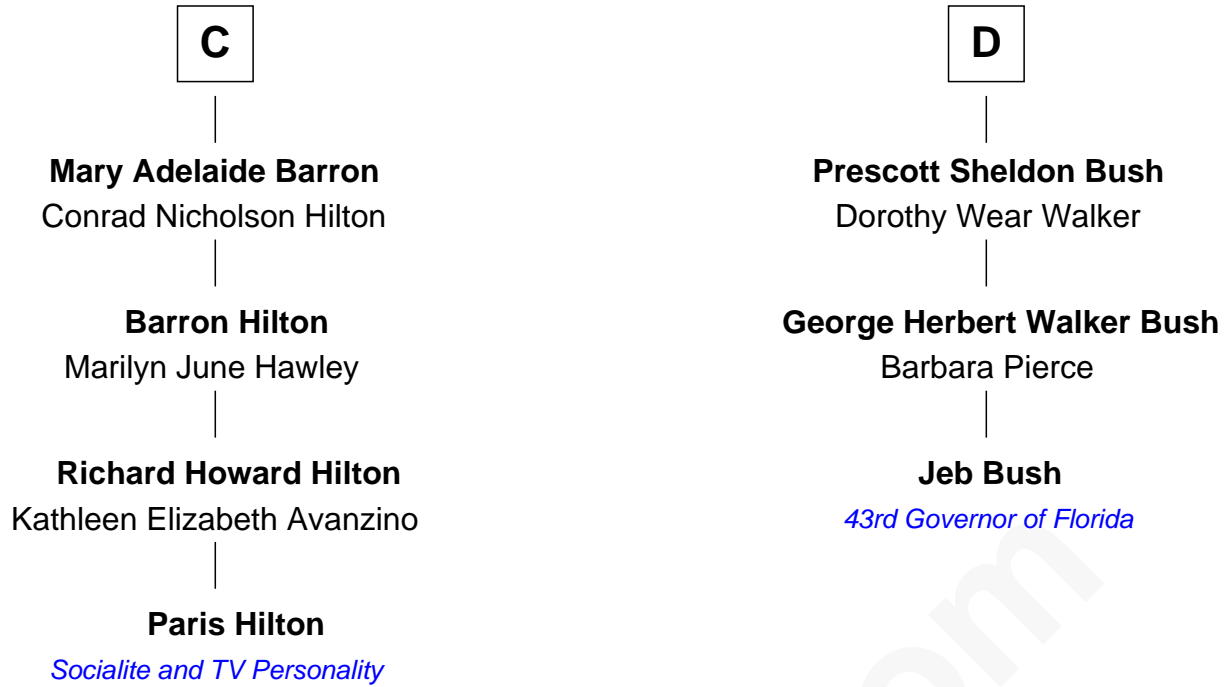 C
Mary Adelaide Barron
Conrad Nicholson Hilton
Barron Hilton
Marilyn June Hawley
Richard Howard Hilton
Kathleen Elizabeth Avanzino
Paris Hilton
Socialite and TV Personality
D
Prescott Sheldon Bush
Dorothy Wear Walker
George Herbert Walker Bush
Barbara Pierce
Jeb Bush
43rd Governor of Florida
om